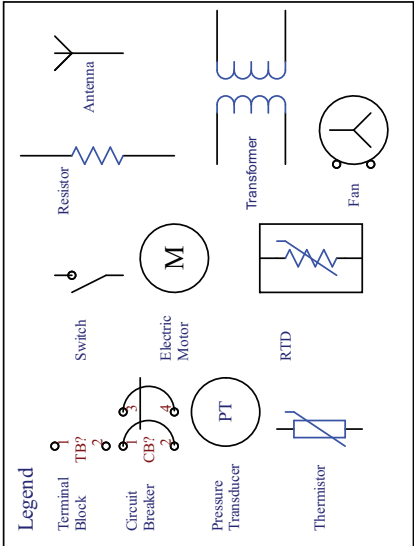 Legend
Terminal
Block
1
TB?
2
Circuit
Breaker
1
CB?
2
3
4
Pressure
Transducer
PT
Thermistor
Switch
Electric
Motor
M
RTD
Resistor
Transformer
Fan
Antenna